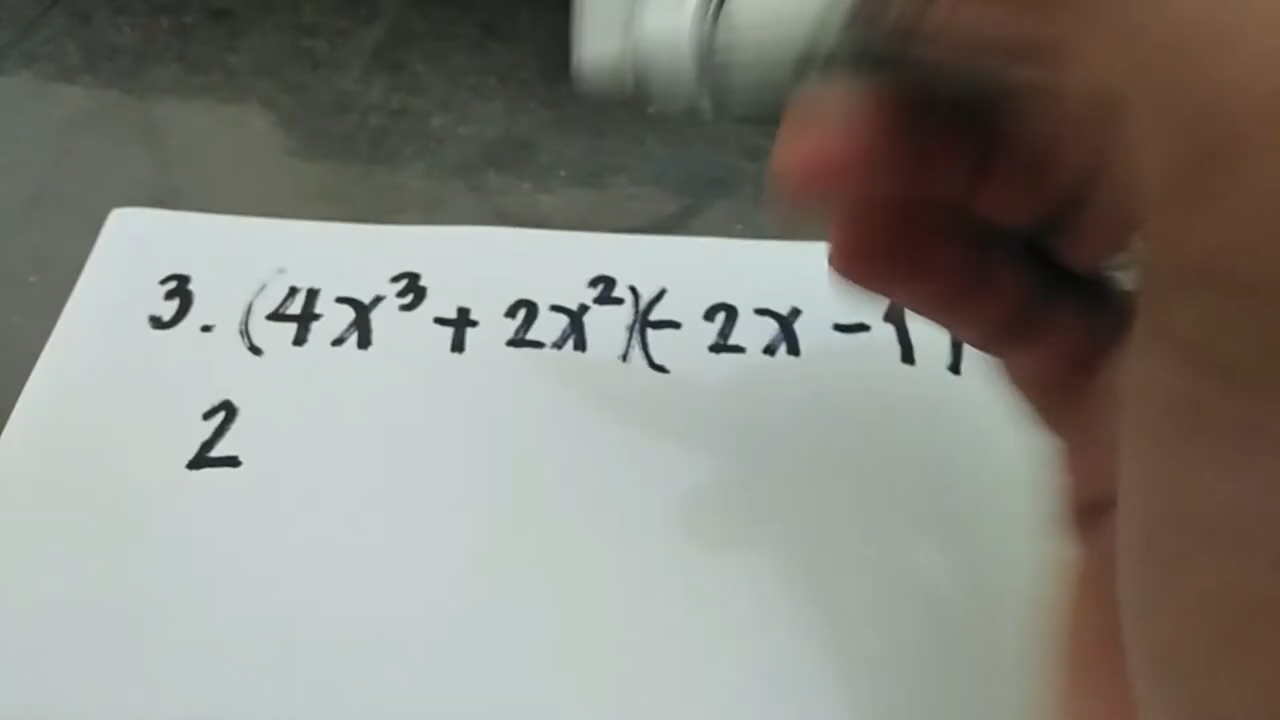 3. (4x³ + 2x²)(- 2x - 1)
2